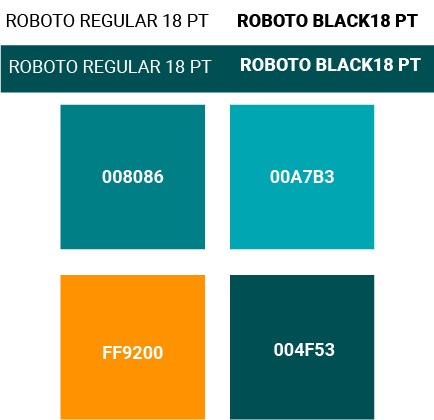 ROBOTO REGULAR 18 PT ROBOTO BLACK18 PT
ROBOTO REGULAR 18 PT ROBOTO BLACK18 PT
008086 00A7B3
FF9200 004F53